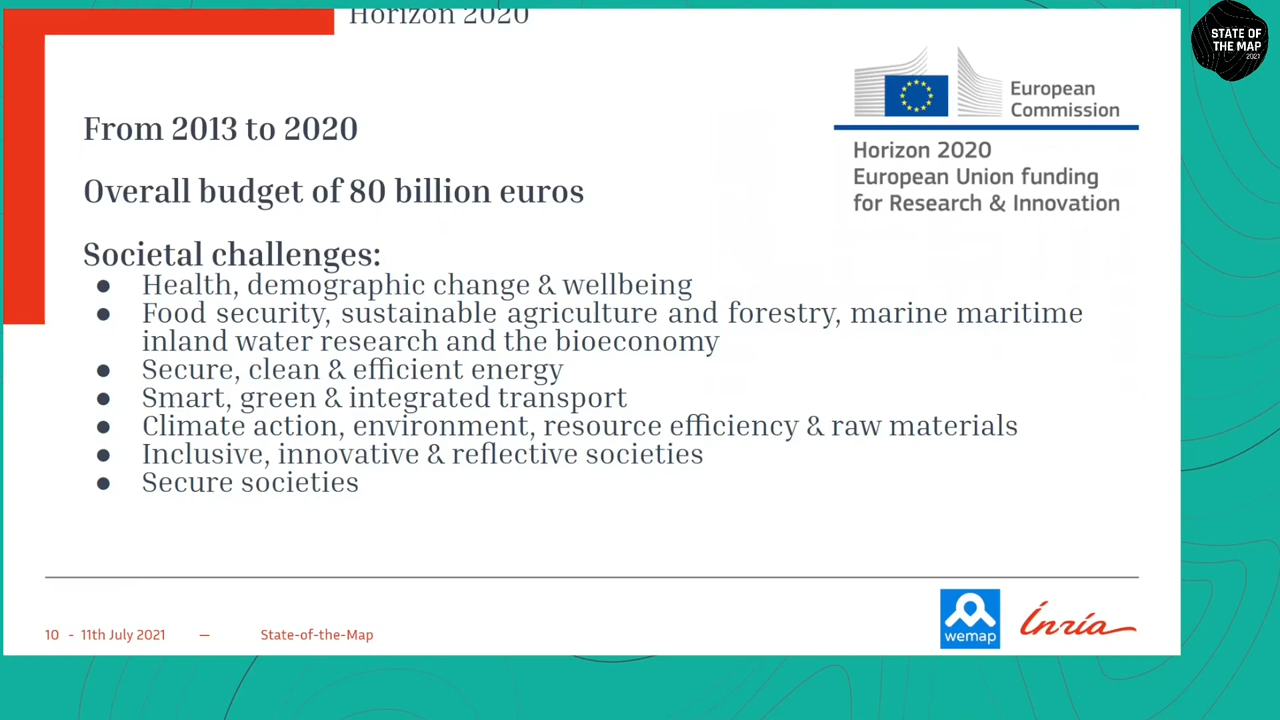 Horizon 2020
STATE OF
THE MAP
2021
European
Commission
Horizon 2020
European Union funding
for Research & Innovation
From 2013 to 2020
Overall budget of 80 billion euros
Societal challenges:
● Health, demographic change & wellbeing
● Food security, sustainable agriculture and forestry, marine maritime
inland water research and the bioeconomy
● Secure, clean & efficient energy
● Smart, green & integrated transport
● Climate action, environment, resource efficiency & raw materials
● Inclusive, innovative & reflective societies
● Secure societies
10 - 11th July 2021 — State-of-the-Map
wemap
Inria